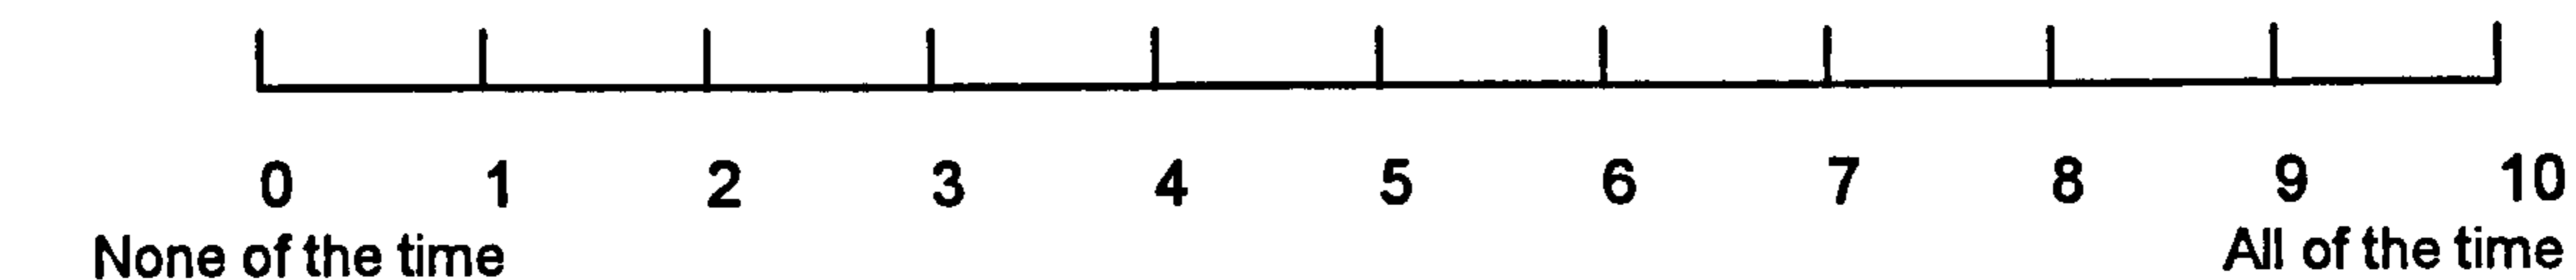 0 1 2 3 4 5 6 7 8 9 10
None of the time All of the time